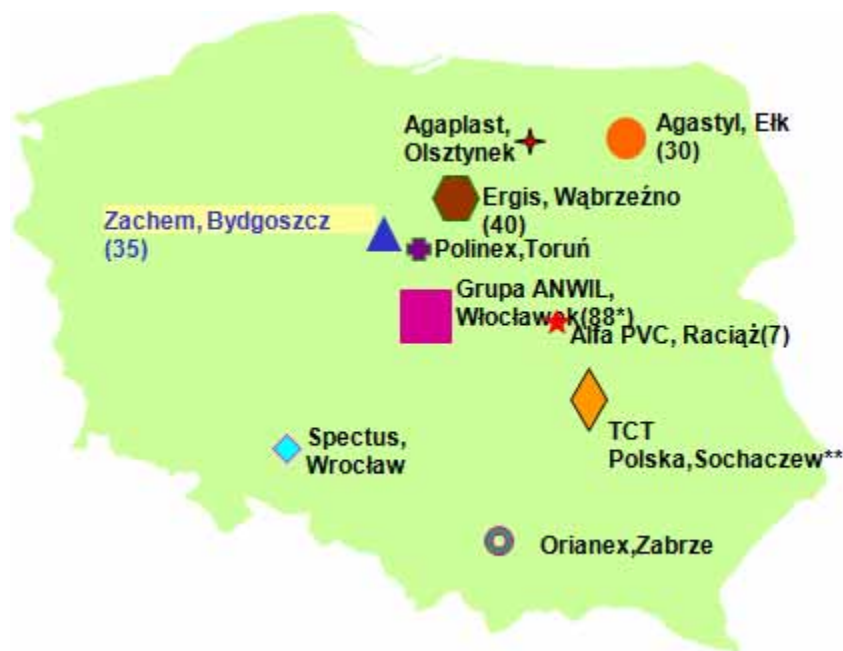 Agaplast,
Olsztynek
Agastyl, Ełk
(30)
Ergis, Wąbrzeźno
(40)
Zachem, Bydgoszcz
(35)
Polinex,Toruń
Grupa ANWIL,
Włocławek(88*)
Alfa PVC, Raciąż(7)
TCT
Polska,Sochaczew**
Spectus,
Wrocław
Orianex,Zabrze